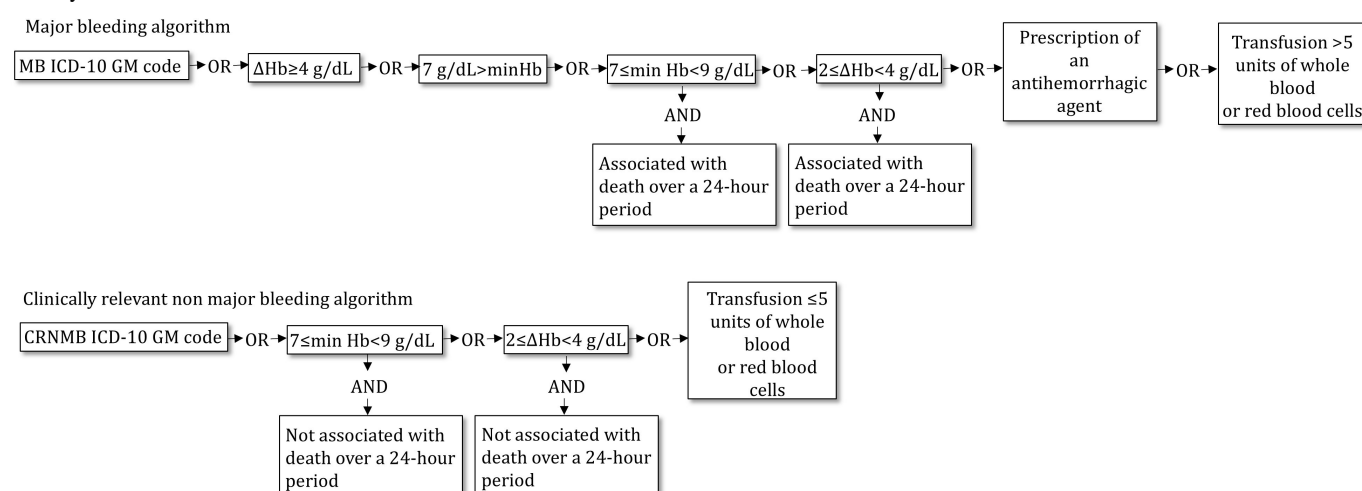 Major bleeding algorithm
MB ICD-10 GM code
OR
ΔHb≥4 g/dL
OR
7 g/dL>minHb
OR
7≤min Hb<9 g/dL
OR
2≤ΔHb<4 g/dL
OR
Prescription of
an
antihemorrhagic
agent
OR
Transfusion >5
units of whole
blood
or red blood cells
AND
Associated with
death over a 24-hour
period
AND
Associated with
death over a 24-hour
period
Clinically relevant non major bleeding algorithm
CRNMB ICD-10 GM code
OR
7≤min Hb<9 g/dL
OR
2≤ΔHb<4 g/dL
OR
Transfusion ≤5
units of whole
blood
or red blood
cells
AND
Not associated with
death over a 24-hour
period
AND
Not associated with
death over a 24-hour
period